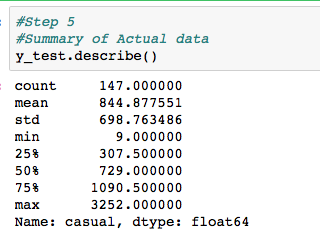 #Step 5
#Summary of Actual data
y_test.describe()
count 147.000000
mean 844.877551
std 698.763486
min 9.000000
25% 307.500000
50% 729.000000
75% 1090.500000
max 3252.000000
Name: casual, dtype: float64